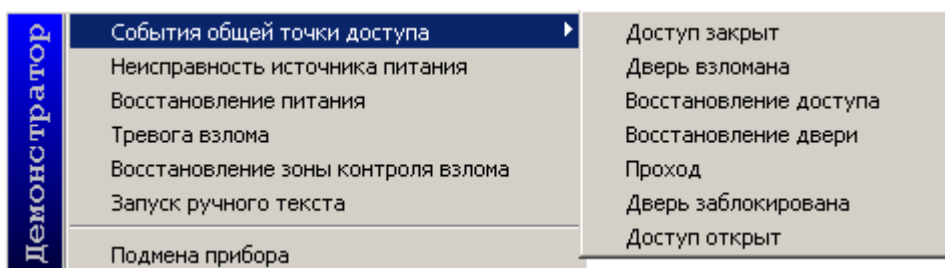 Демонстратор
События общей точки доступа
Неисправность источника питания
Восстановление питания
Тревога взлома
Восстановление зоны контроля взлома
Запуск ручного текста
Подмена прибора
Доступ закрыт
Дверь взломана
Восстановление доступа
Восстановление двери
Проход
Дверь заблокирована
Доступ открыт